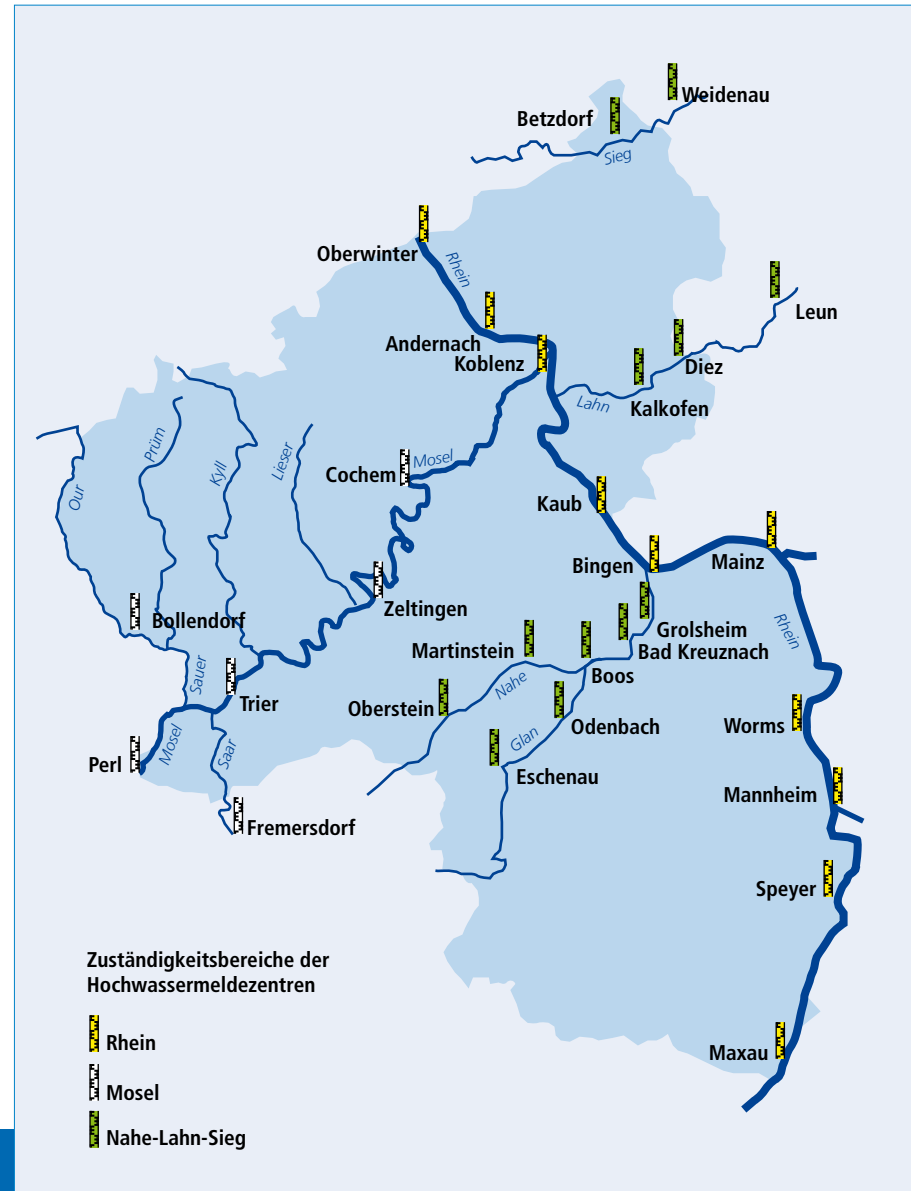 Weidenau
Betzdorf
Sieg
Oberwinter
Rhein
Leun
Andernach
Koblenz
Diez
Kalkofen
Lahn
Our
Prüm
Kyll
Lieser
Cochem
Mosel
Kaub
Bingen
Mainz
Zeltingen
Bollendorf
Grolsheim
Bad Kreuznach
Martinstein
Boos
Rhein
Sauer
Trier
Nahe
Oberstein
Odenbach
Worms
Perl
Mosel
Saar
Glan
Eschenau
Mannheim
Fremersdorf
Speyer
Zuständigkeitsbereiche der
Hochwassermeldezentren
Rhein
Maxau
Mosel
Nahe-Lahn-Sieg